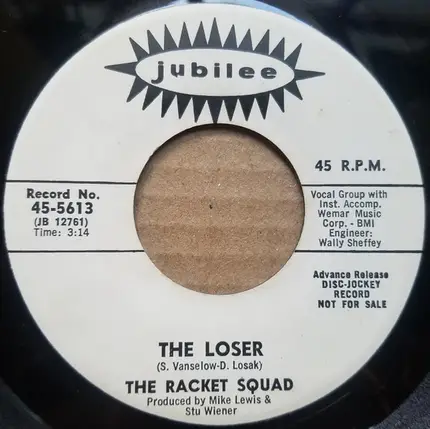 jubilee
45 R.P.M.
Record No.
45-5613
(JB 12761)
Time: 3:14
Vocal Group with
Inst. Accomp.
Wemar Music
Corp. - BMI
Engineer:
Wally Sheffey
Advance Release
DISC-JOCKEY
RECORD
NOT FOR SALE
THE LOSER
(S. Vanselow-D. Losak)
THE RACKET SQUAD
Produced by Mike Lewis &
Stu Wiener